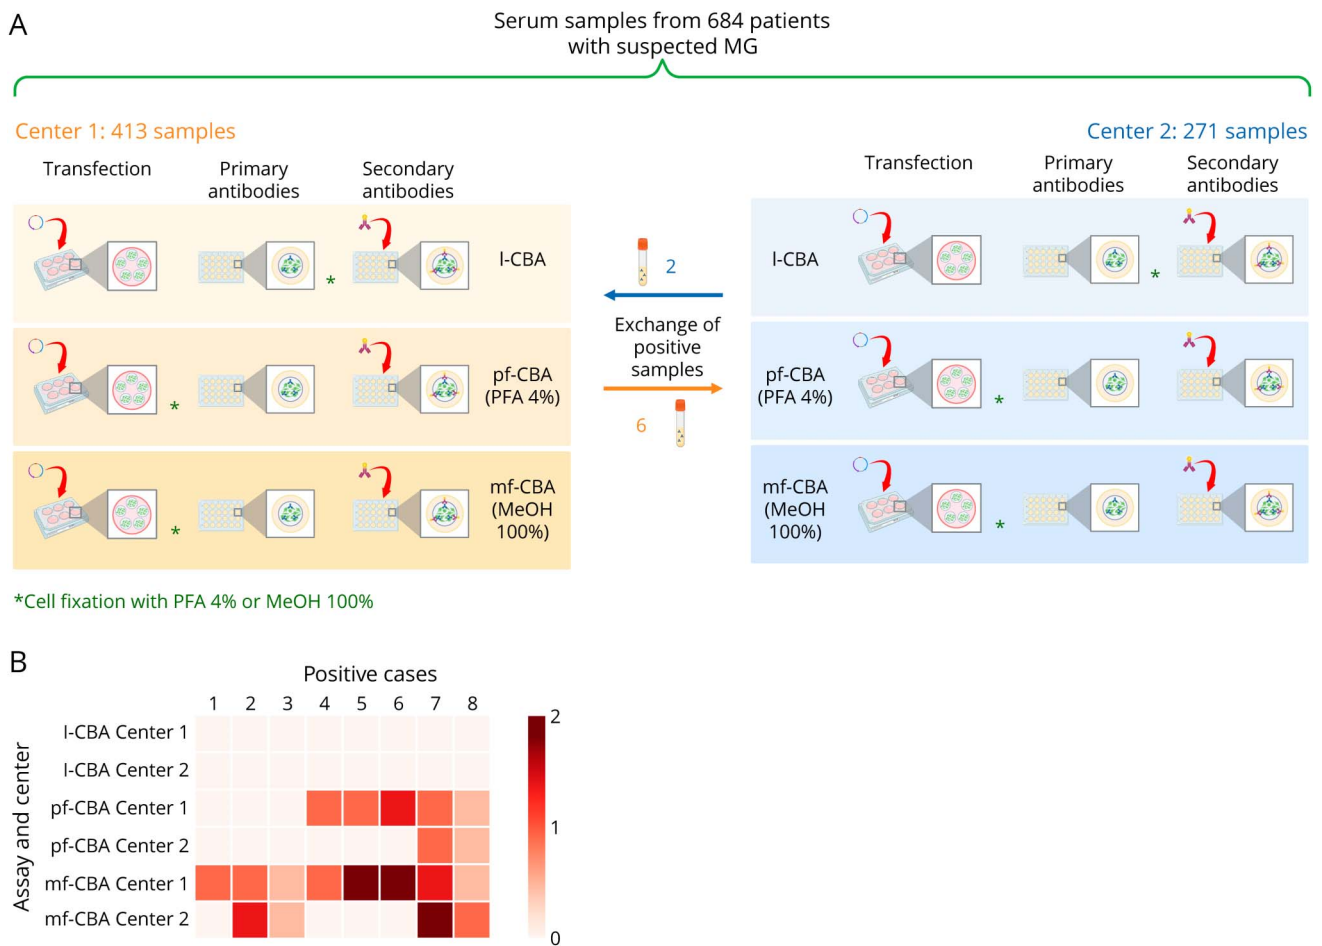 A
Serum samples from 684 patients
with suspected MG
Center 1: 413 samples
Transfection
Primary
antibodies
Secondary
antibodies
l-CBA
*
pf-CBA
(PFA 4%)
*
mf-CBA
(MeOH
100%)
*
2
Exchange of
positive
samples
6
Center 2: 271 samples
Transfection
Primary
antibodies
Secondary
antibodies
l-CBA
*
pf-CBA
(PFA 4%)
*
mf-CBA
(MeOH
100%)
*
*Cell fixation with PFA 4% or MeOH 100%
B
Positive cases
1 2 3 4 5 6 7 8
Assay and center
l-CBA Center 1
l-CBA Center 2
pf-CBA Center 1
pf-CBA Center 2
mf-CBA Center 1
mf-CBA Center 2
2
1
0